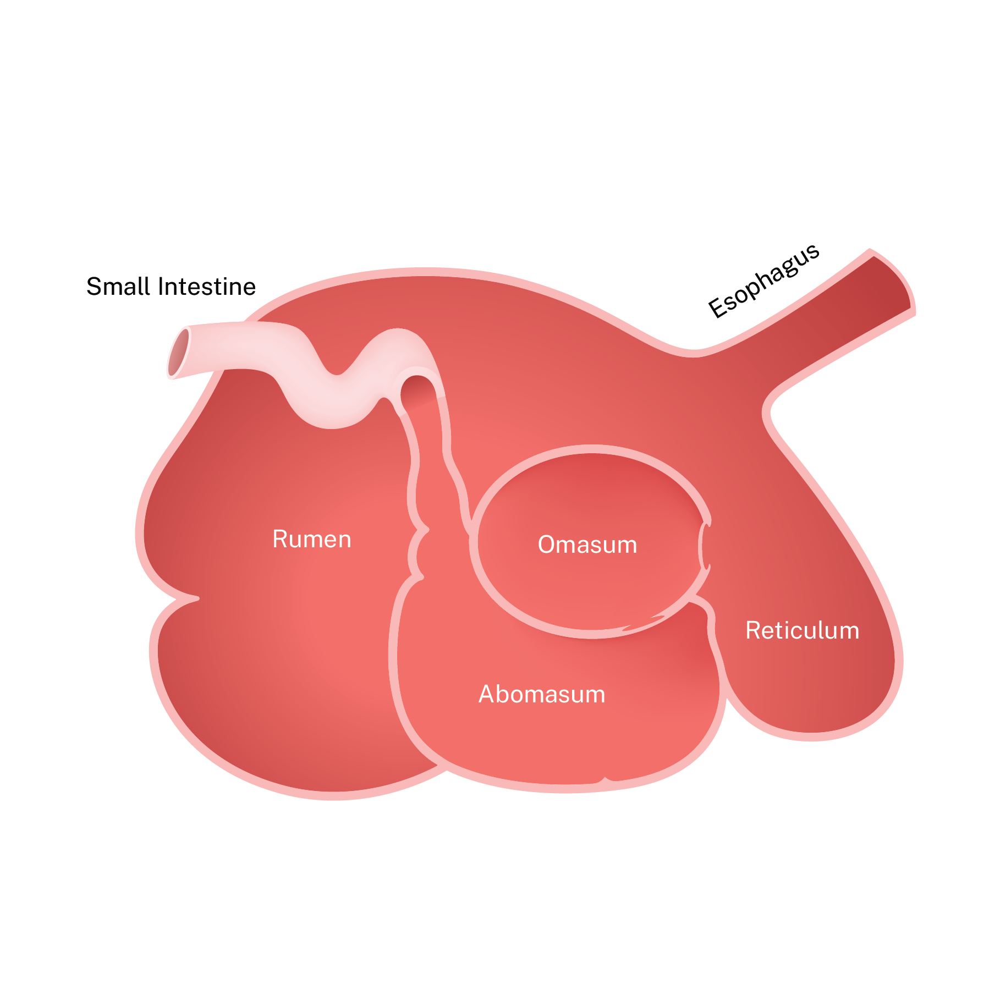 Esophagus
Small Intestine
Rumen
Omasum
Reticulum
Abomasum